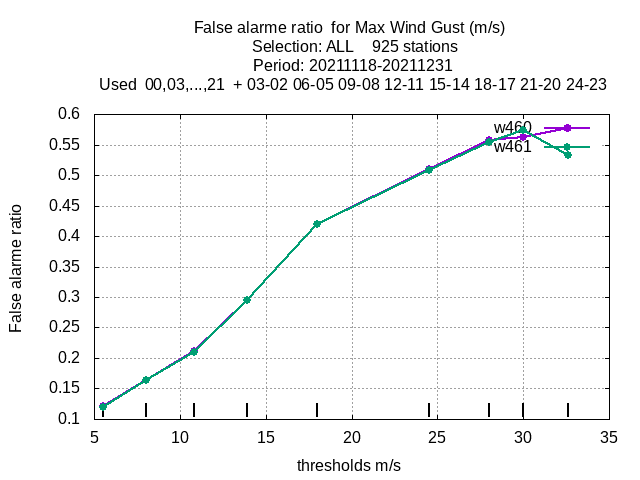 False alarme ratio  for Max Wind Gust (m/s)
Selection: ALL    925 stations
Period: 20211118-20211231
Used  00,03,...,21  + 03-02 06-05 09-08 12-11 15-14 18-17 21-20 24-23
0.6
0.55
0.5
0.45
0.4
0.35
0.3
0.25
0.2
0.15
0.1
False alarme ratio
w460
w461
5 10 15 20 25 30 35
thresholds m/s